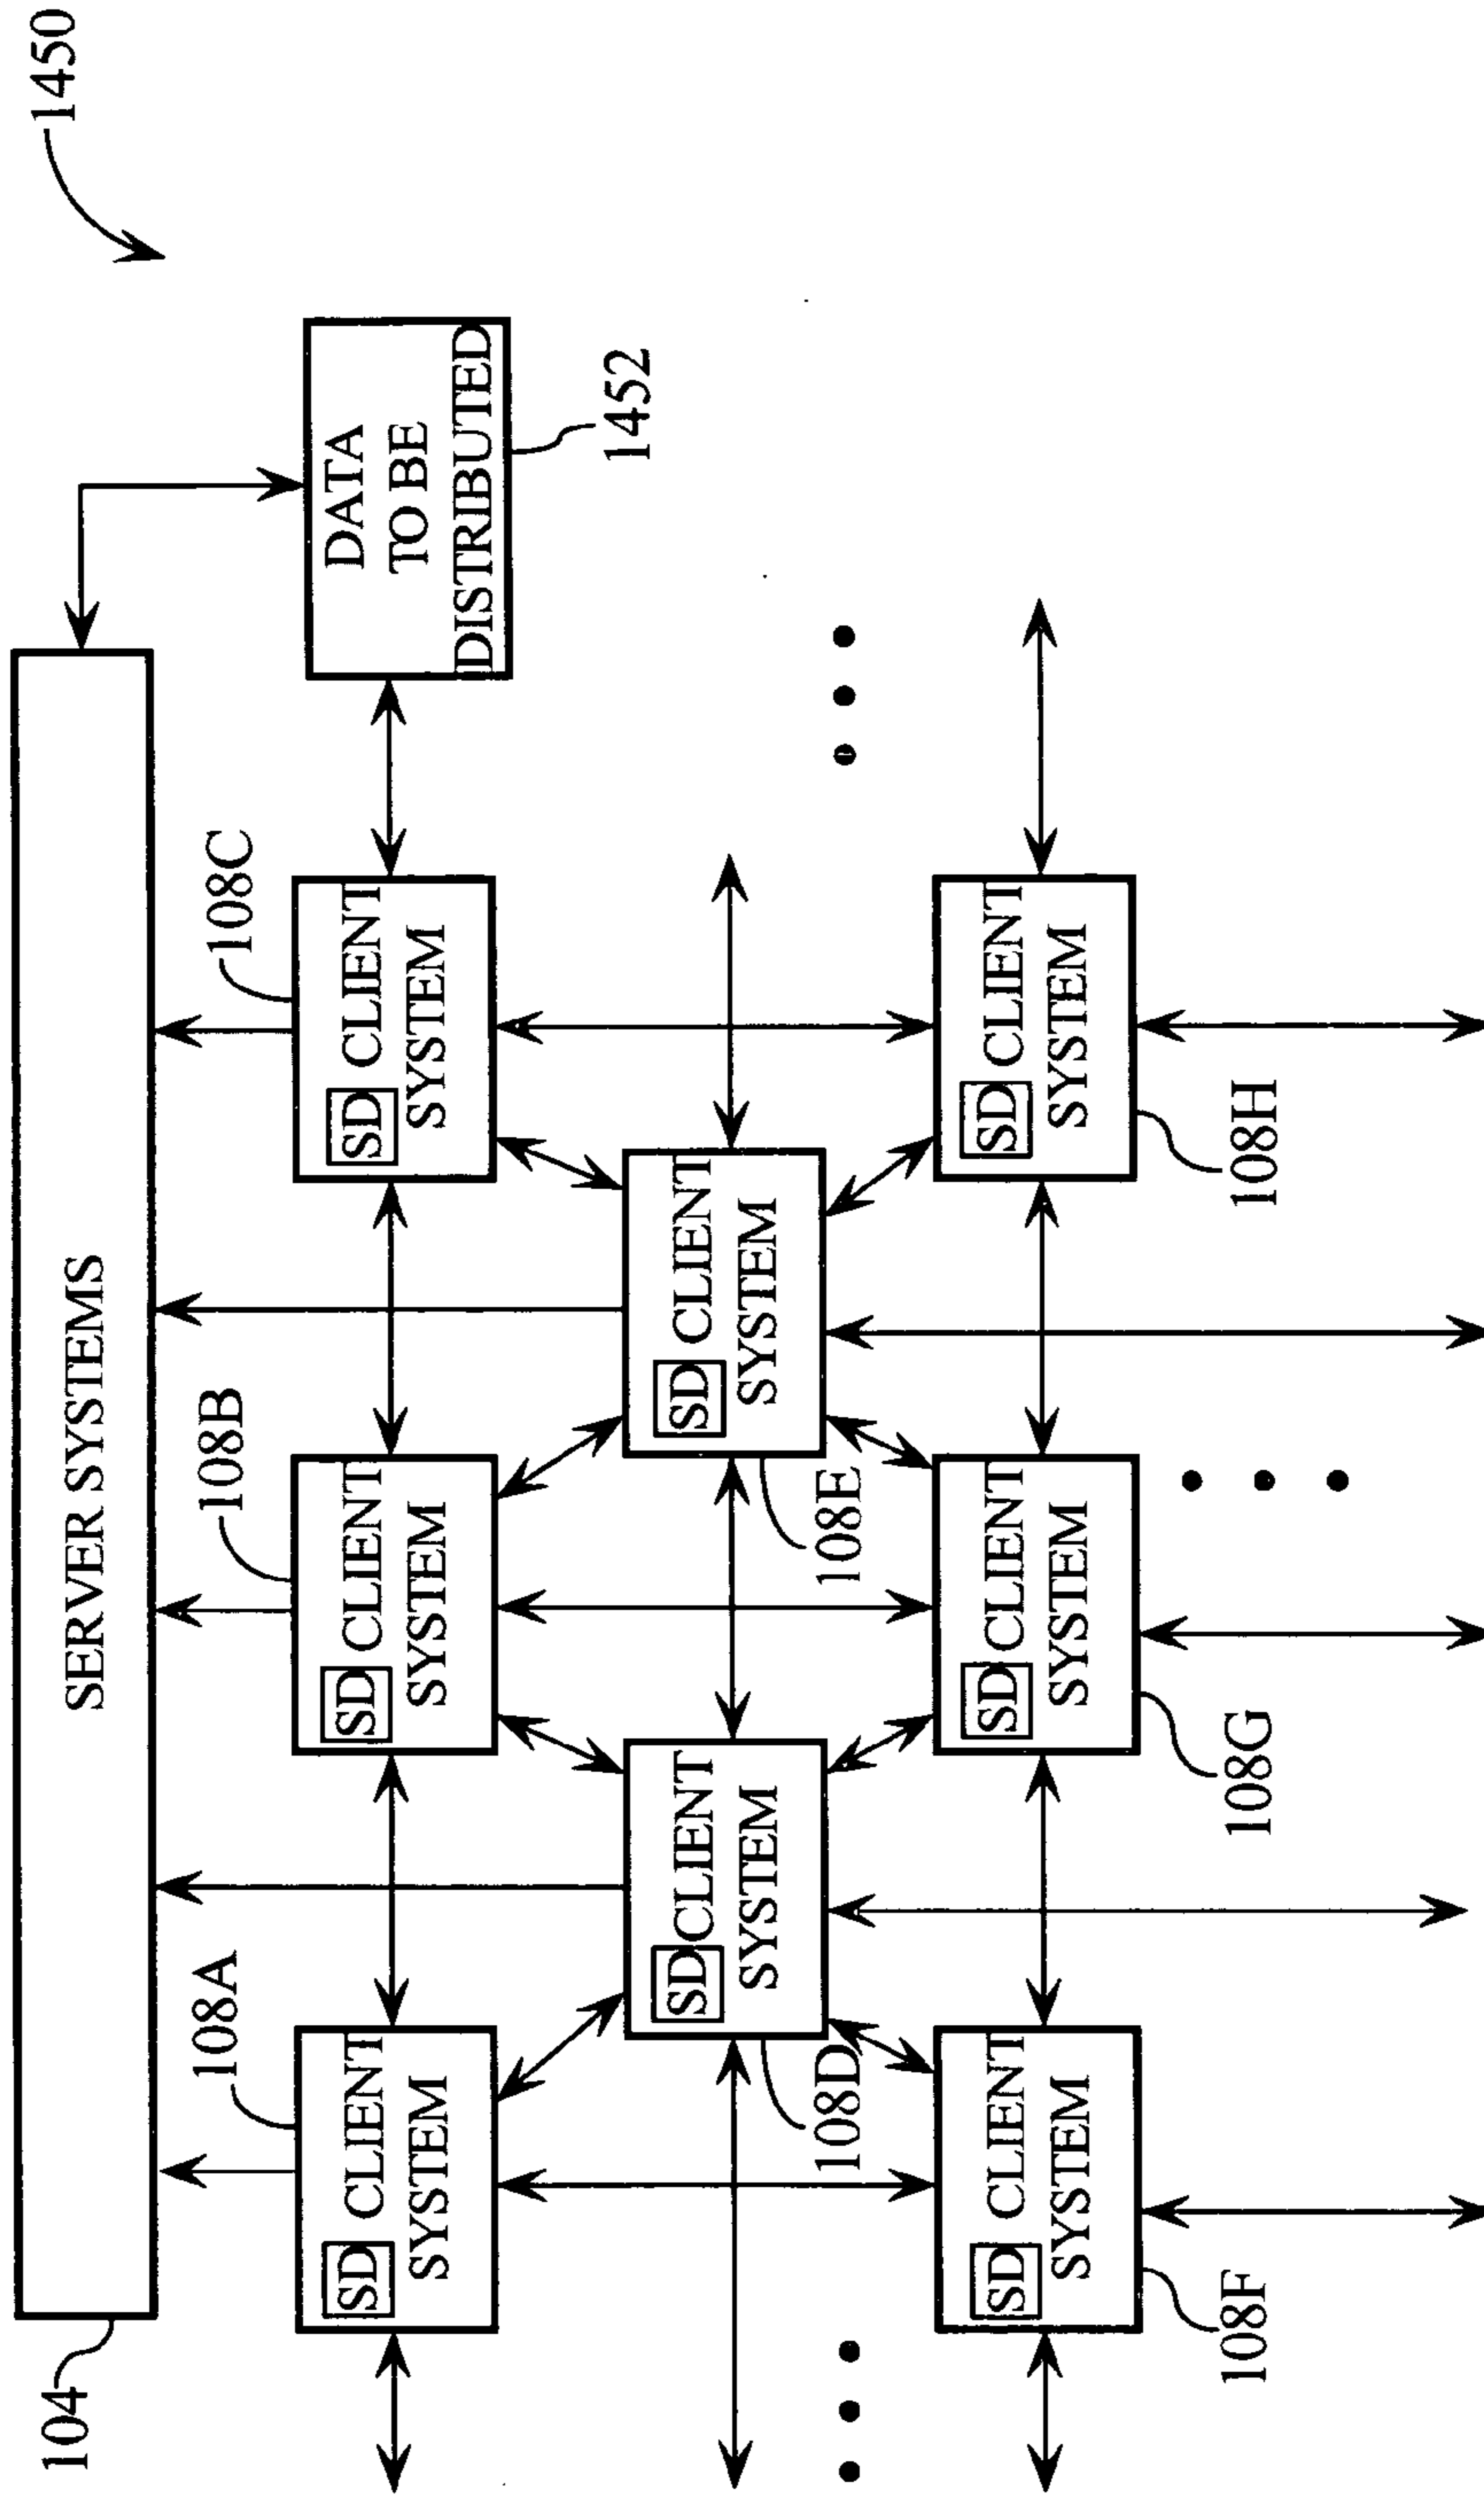 1450
104
SERVER SYSTEMS
108A
108B
108C
SD CLIENT
SYSTEM
SD CLIENT
SYSTEM
SD CLIENT
SYSTEM
DATA
TO BE
DISTRIBUTED
1452
SD CLIENT
SYSTEM
SD CLIENT
SYSTEM
108D
108E
SD CLIENT
SYSTEM
SD CLIENT
SYSTEM
SD CLIENT
SYSTEM
108F
108G
108H